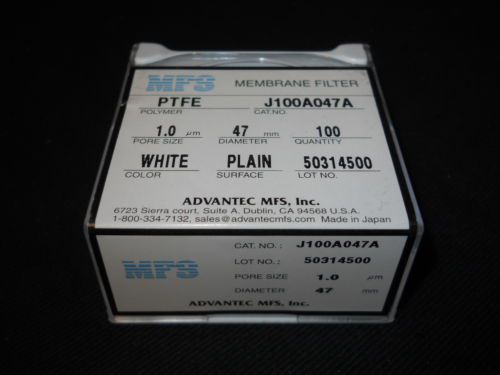 MFS MEMBRANE FILTER
PTFE J100A047A
POLYMER CAT.NO.
1.0 µm 47 mm 100
PORE SIZE DIAMETER QUANTITY
WHITE PLAIN 50314500
COLOR SURFACE LOT NO.
ADVANTEC MFS, Inc.
6723 Sierra court, Suite A, Dublin, CA 94568 U.S.A.
1-800-334-7132, sales@advantecmfs.com Made in Japan
CAT. NO.: J100A047A
LOT NO.: 50314500
MFS
PORE SIZE 1.0 µm
DIAMETER 47 mm
ADVANTEC MFS, Inc.